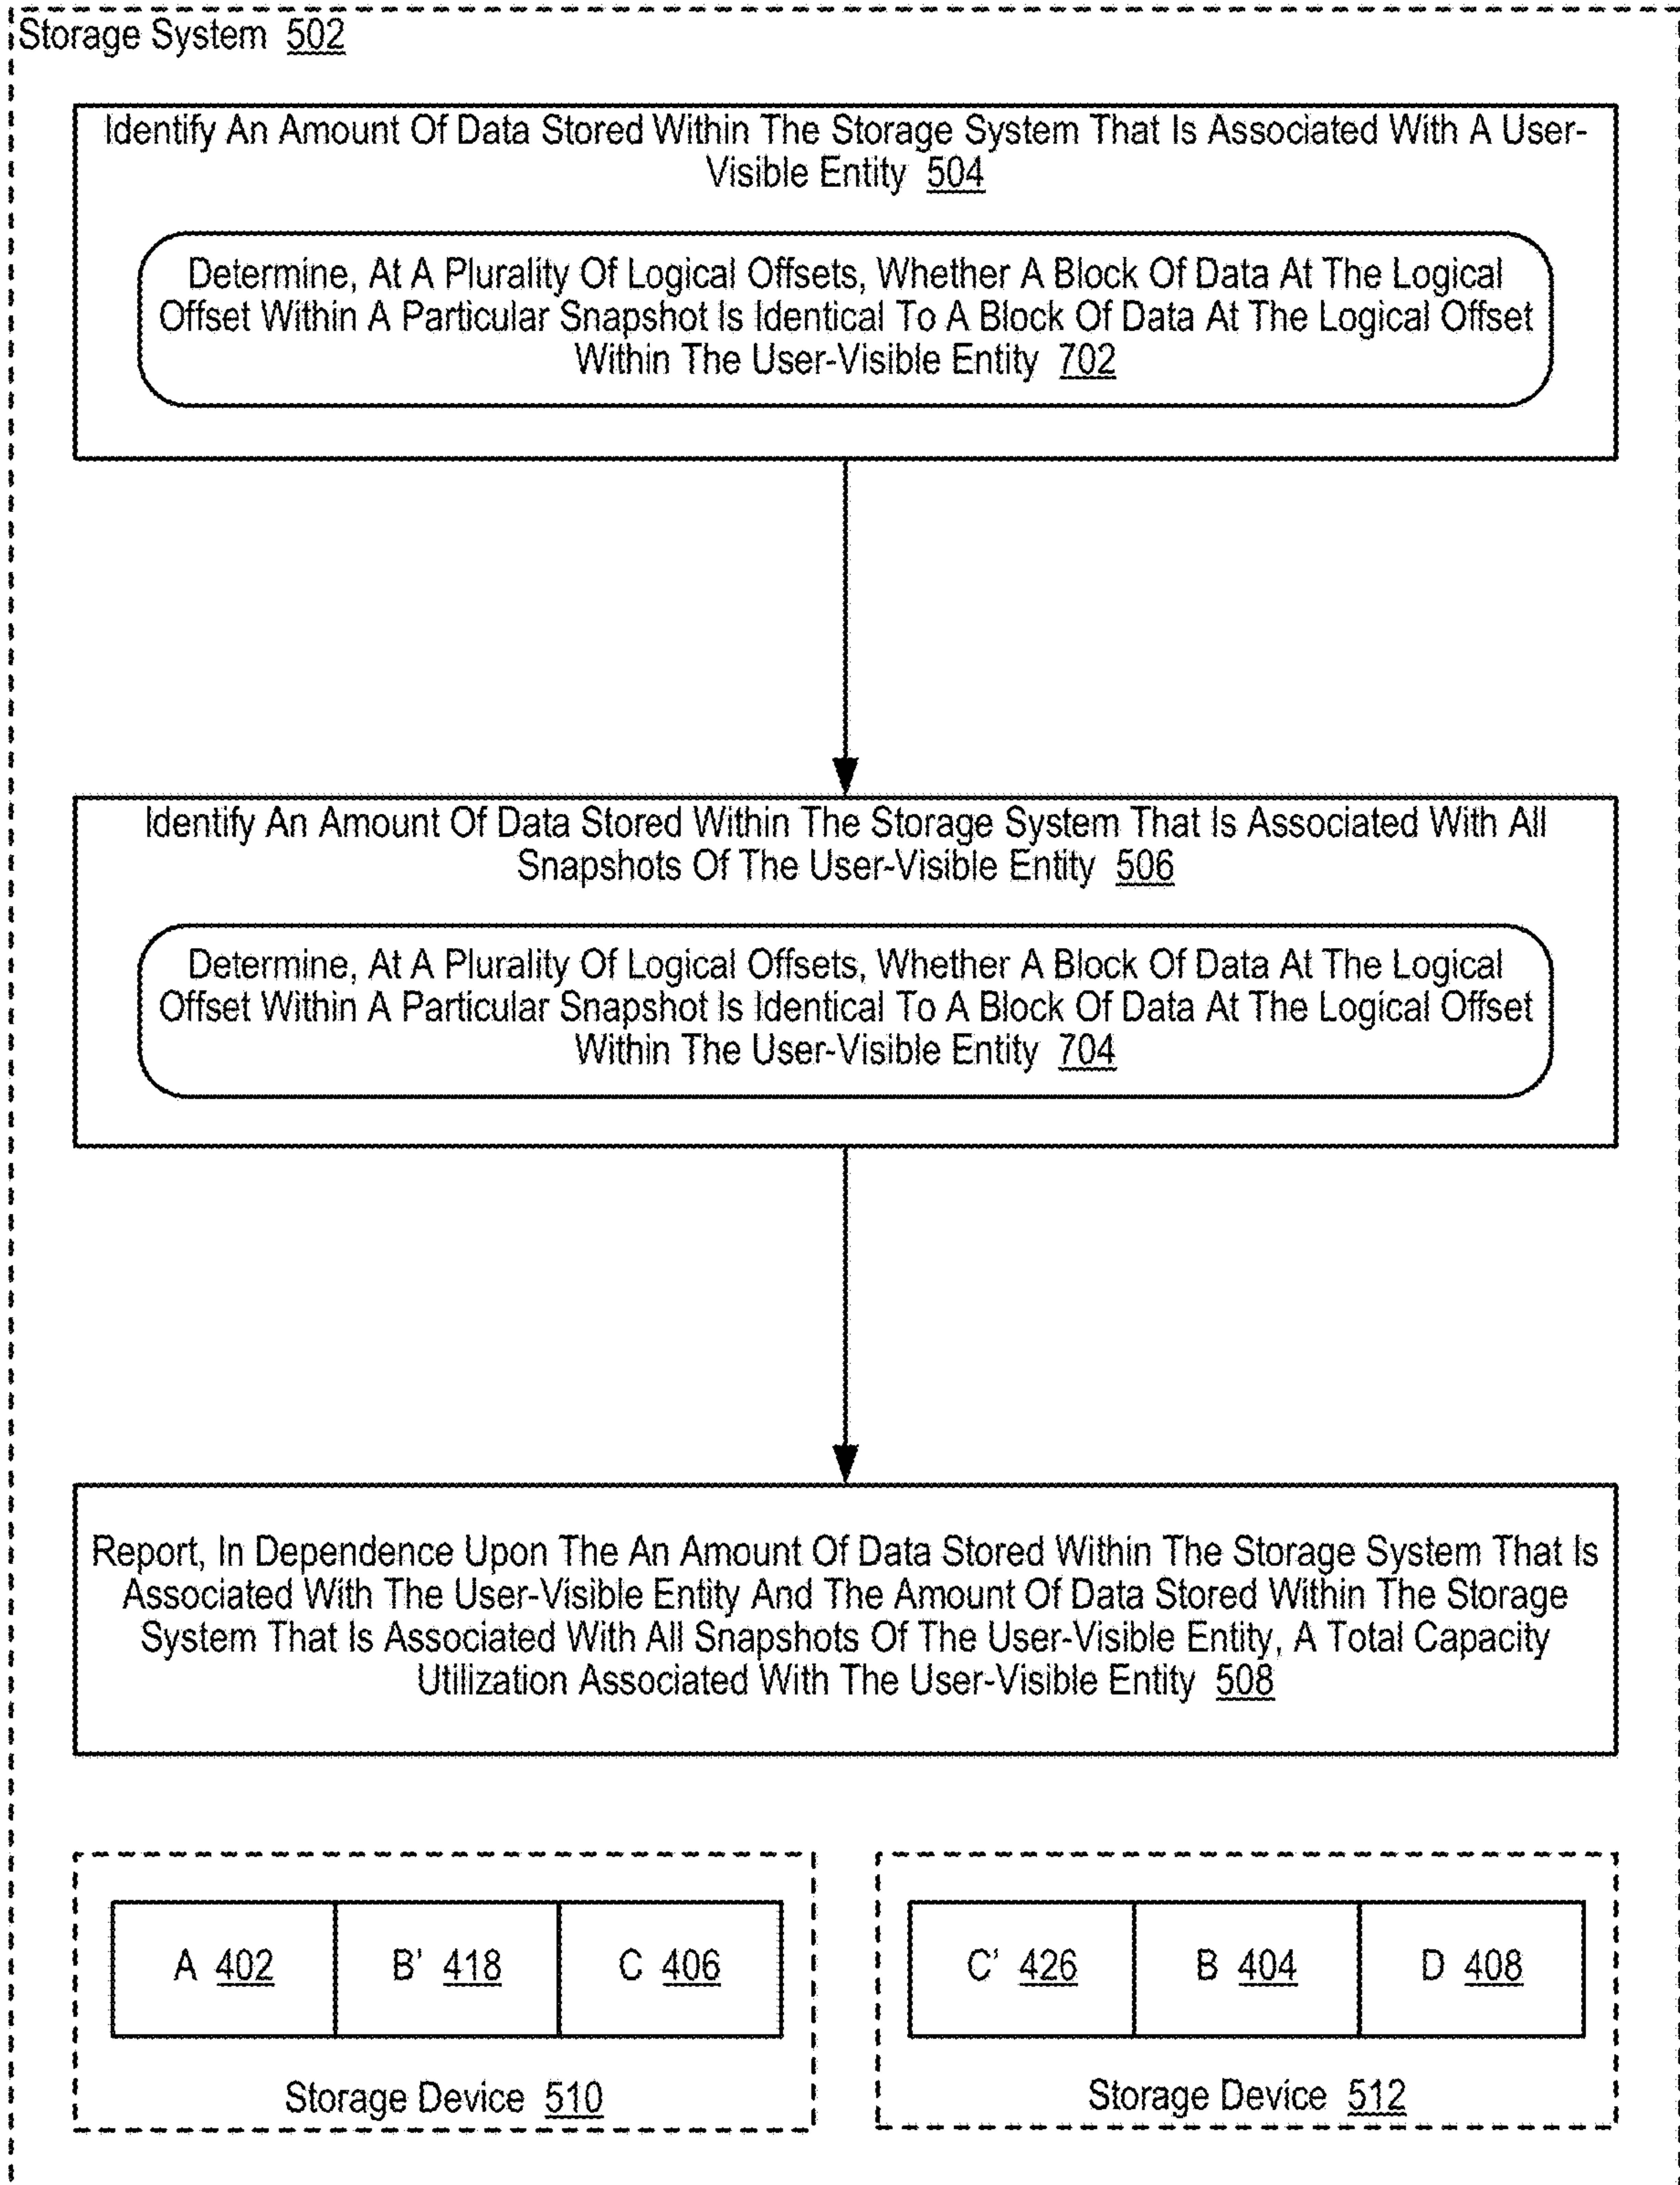 Storage System 502
Identify An Amount Of Data Stored Within The Storage System That Is Associated With A User-
Visible Entity 504
Determine, At A Plurality Of Logical Offsets, Whether A Block Of Data At The Logical
Offset Within A Particular Snapshot Is Identical To A Block Of Data At The Logical Offset
Within The User-Visible Entity 702
Identify An Amount Of Data Stored Within The Storage System That Is Associated With All
Snapshots Of The User-Visible Entity 506
Determine, At A Plurality Of Logical Offsets, Whether A Block Of Data At The Logical
Offset Within A Particular Snapshot Is Identical To A Block Of Data At The Logical Offset
Within The User-Visible Entity 704
Report, In Dependence Upon The An Amount Of Data Stored Within The Storage System That Is
Associated With The User-Visible Entity And The Amount Of Data Stored Within The Storage
System That Is Associated With All Snapshots Of The User-Visible Entity, A Total Capacity
Utilization Associated With The User-Visible Entity 508
A 402 B' 418 C 406
Storage Device 510
C' 426 B 404 D 408
Storage Device 512